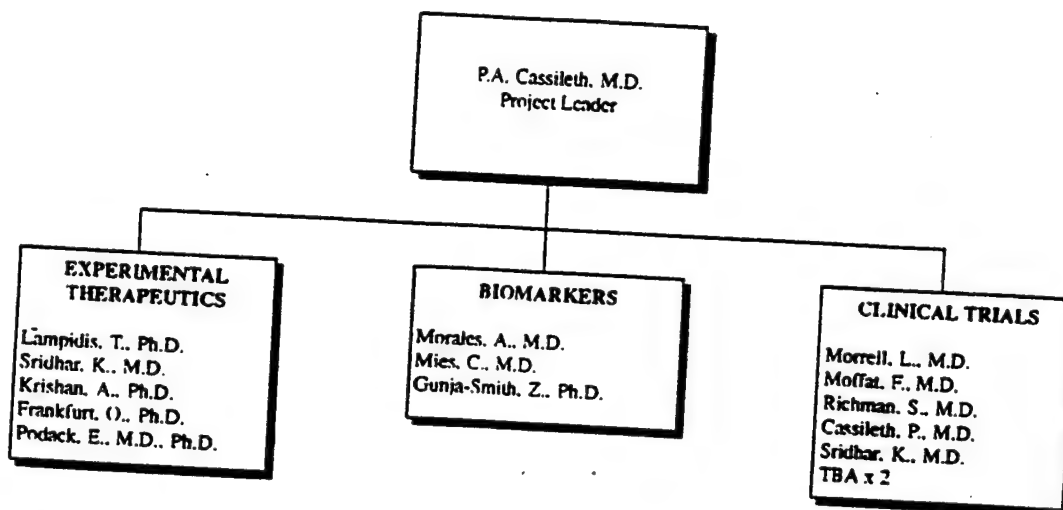 P.A. Cassileth, M.D.
Project Leader
EXPERIMENTAL
THERAPEUTICS
Lampidis, T., Ph.D.
Sridhar, K., M.D.
Krishan, A., Ph.D.
Frankfurt, O., Ph.D.
Podack, E., M.D., Ph.D.
BIOMARKERS
Morales, A., M.D.
Mies, C., M.D.
Gunja-Smith, Z., Ph.D.
CLINICAL TRIALS
Morrell, L., M.D.
Moffat, F., M.D.
Richman, S., M.D.
Cassileth, P., M.D.
Sridhar, K., M.D.
TBA x 2